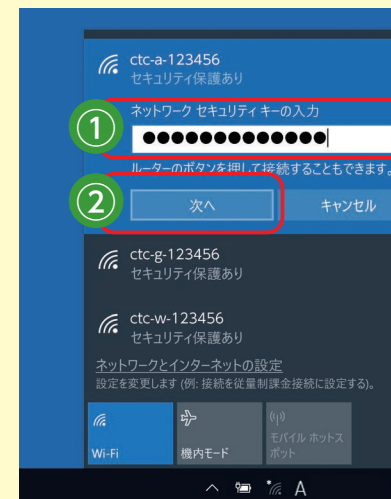 ctc-a-123456
セキュリティ保護あり
ネットワーク セキュリティ キーの入力
①
●●●●●●●●●●●●●
ルーターのボタンを押して接続することもできます。
②
次へ
キャンセル
ctc-g-123456
セキュリティ保護あり
ctc-w-123456
セキュリティ保護あり
ネットワークとインターネットの設定
設定を変更します (例: 接続を従量制課金接続に設定する)。
Wi-Fi
機内モード
モバイル ホットス
ポット
A